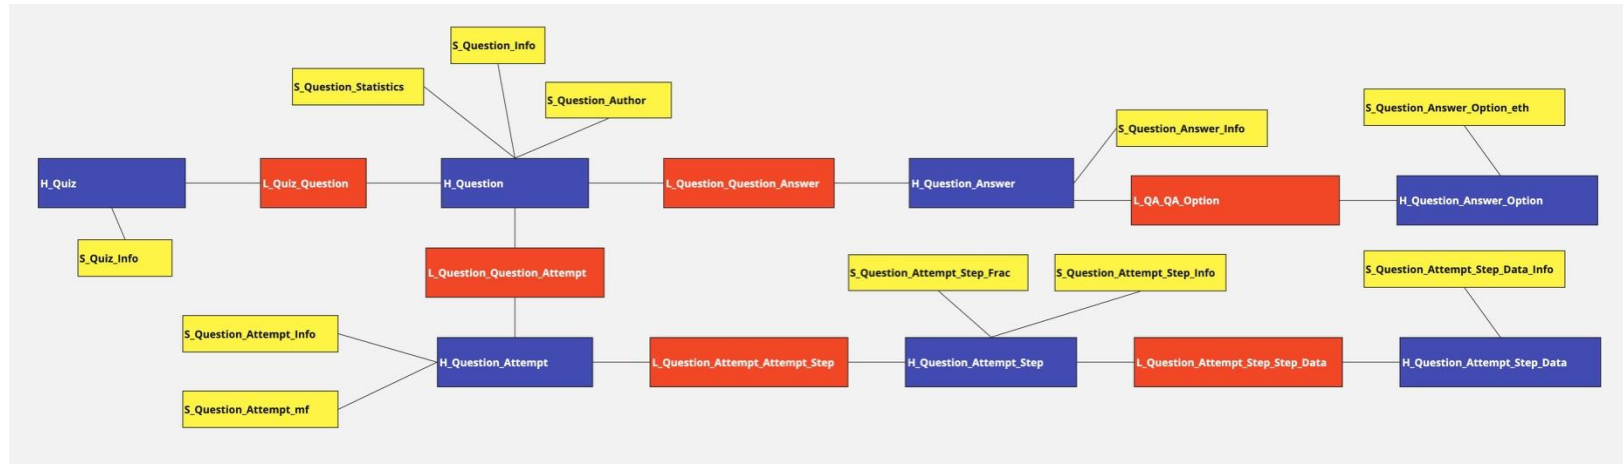 S_Question_Info
S_Question_Statistics
S_Question_Author
S_Question_Answer_Option_eth
S_Question_Answer_Info
H_Quiz
L_Quiz_Question
H_Question
L_Question_Question_Answer
H_Question_Answer
L_QA_QA_Option
H_Question_Answer_Option
S_Quiz_Info
L_Question_Question_Attempt
S_Question_Attempt_Step_Frac
S_Question_Attempt_Step_Info
S_Question_Attempt_Step_Data_Info
S_Question_Attempt_Info
H_Question_Attempt
L_Question_Attempt_Attempt_Step
H_Question_Attempt_Step
L_Question_Attempt_Step_Step_Data
H_Question_Attempt_Step_Data
S_Question_Attempt_mf